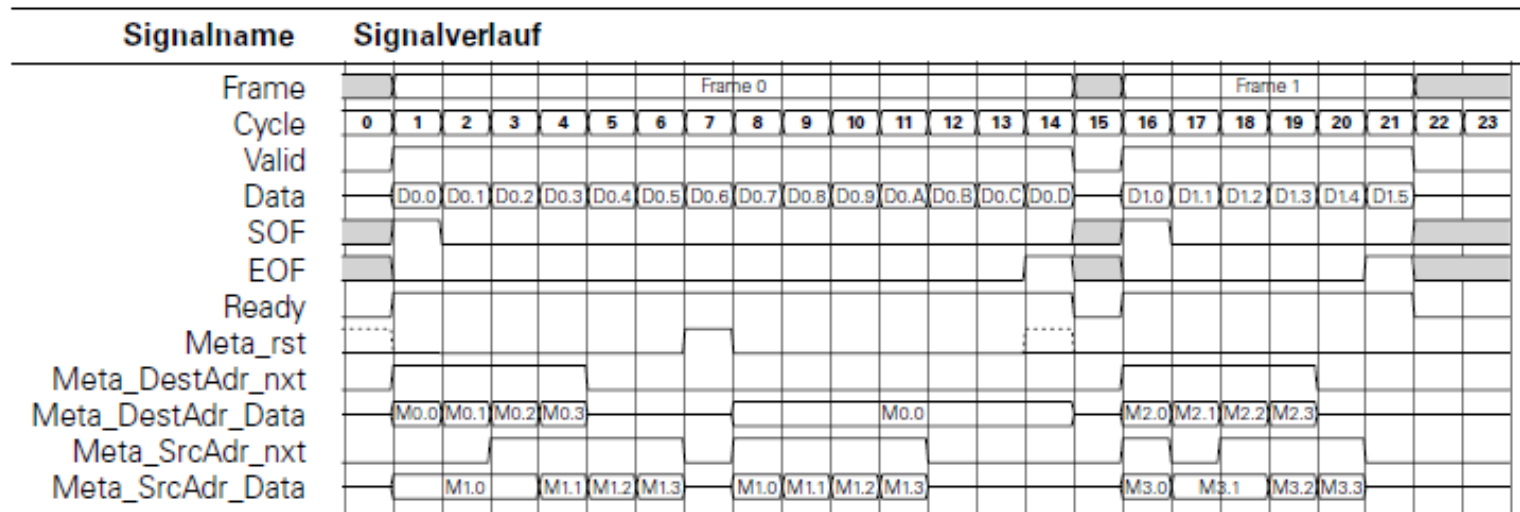 Signalname Signalverlauf
Frame Frame 0 Frame 1
Cycle 0 1 2 3 4 5 6 7 8 9 10 11 12 13 14 15 16 17 18 19 20 21 22 23
Valid
Data D0.0 D0.1 D0.2 D0.3 D0.4 D0.5 D0.6 D0.7 D0.8 D0.9 D0.A D0.B D0.C D0.D D1.0 D1.1 D1.2 D1.3 D1.4 D1.5
SOF
EOF
Ready
Meta_rst
Meta_DestAdr_nxt
Meta_DestAdr_Data M0.0 M0.1 M0.2 M0.3 M0.0 M2.0 M2.1 M2.2 M2.3
Meta_SrcAdr_nxt
Meta_SrcAdr_Data M1.0 M1.1 M1.2 M1.3 M1.0 M1.1 M1.2 M1.3 M3.0 M3.1 M3.2 M3.3